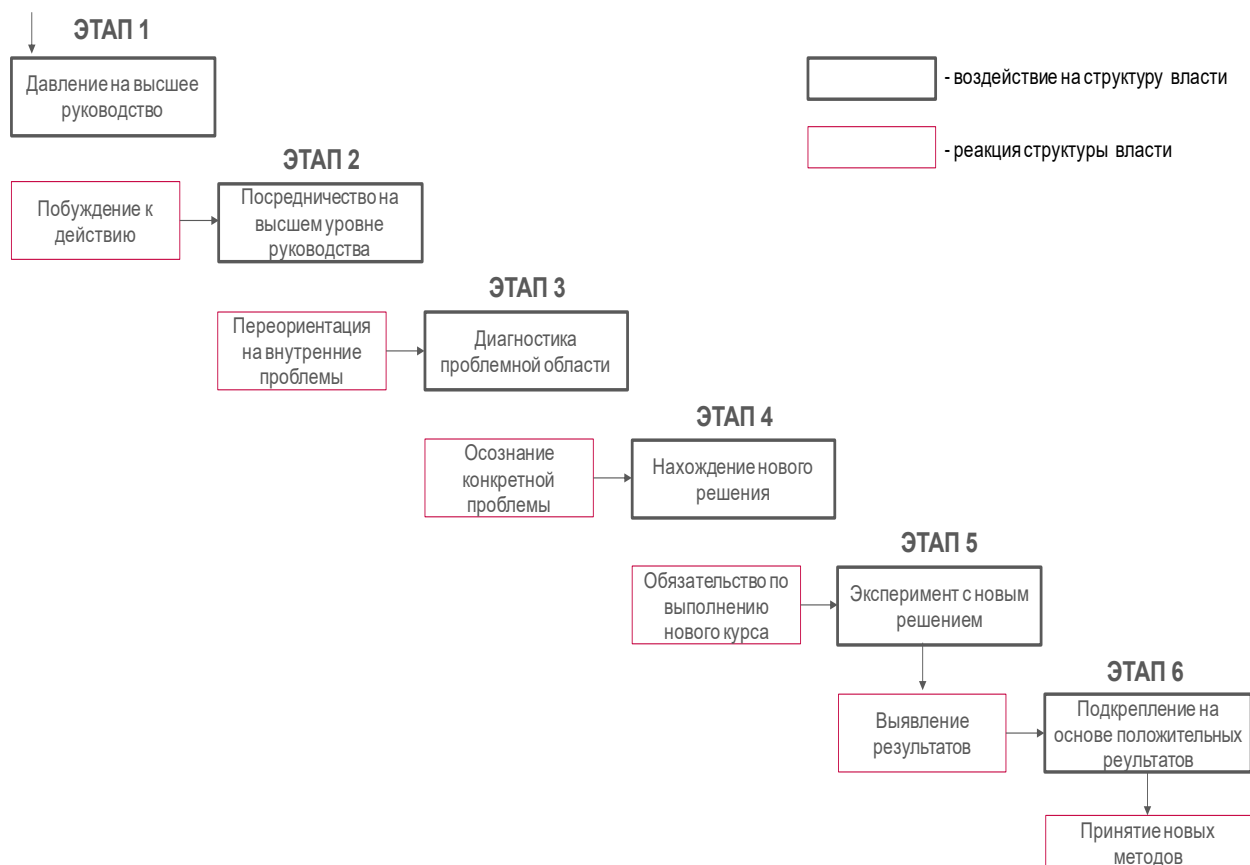 ЭТАП 1
Давление на высшее
руководство
- воздействие на структуру власти
- реакция структуры власти
ЭТАП 2
Побуждение к
действию
Посредничество на
высшем уровне
руководства
ЭТАП 3
Переориентация
на внутренние
проблемы
Диагностика
проблемной области
ЭТАП 4
Осознание
конкретной
проблемы
Нахождение нового
решения
ЭТАП 5
Обязательство по
выполнению
нового курса
Эксперимент с новым
решением
ЭТАП 6
Выявление
результатов
Подкрепление на
основе положительных
реультатов
Принятие новых
методов